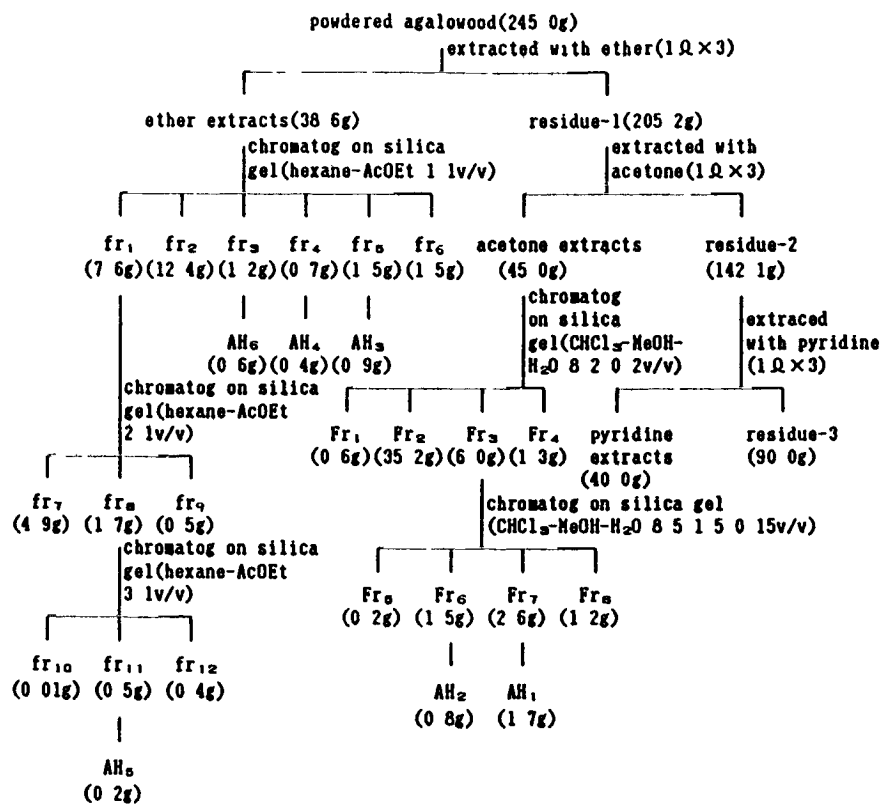 powdered agalowood(245 0g)
extracted with ether(1ℓ×3)
ether extracts(38 6g)
residue-1(205 2g)
chromatog on silica
gel(hexane-AcOEt 1 1v/v)
extracted with
acetone(1ℓ×3)
fr₁ fr₂ fr₃ fr₄ fr₅ fr₆
(7 6g) (12 4g) (1 2g) (0 7g) (1 5g) (1 5g)
acetone extracts
(45 0g)
residue-2
(142 1g)
AH₆ AH₄ AH₃
(0 6g) (0 4g) (0 9g)
chromatog
on silica
gel(CHCl₃-MeOH-
H₂O 8 2 0 2v/v)
extraced
with pyridine
(1ℓ×3)
chromatog on silica
gel(hexane-AcOEt
2 1v/v)
Fr₁ Fr₂ Fr₃ Fr₄
(0 6g) (35 2g) (6 0g) (1 3g)
pyridine
extracts
(40 0g)
residue-3
(90 0g)
fr₇ fr₈ fr₉
(4 9g) (1 7g) (0 5g)
chromatog on silica gel
(CHCl₃-MeOH-H₂O 8 5 1 5 0 15v/v)
chromatog on silica
gel(hexane-AcOEt
3 1v/v)
Fr₅ Fr₆ Fr₇ Fr₈
(0 2g) (1 5g) (2 6g) (1 2g)
fr₁₀ fr₁₁ fr₁₂
(0 01g) (0 5g) (0 4g)
AH₂ AH₁
(0 8g) (1 7g)
AH₅
(0 2g)